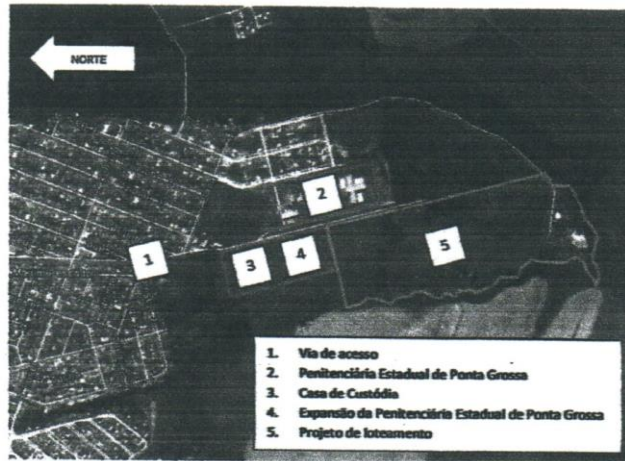 NORTE
2
1
3
4
5
1. Via de acesso
2. Penitenciária Estadual de Ponta Grossa
3. Casa de Custódia
4. Expansão da Penitenciária Estadual de Ponta Grossa
5. Projeto de loteamento